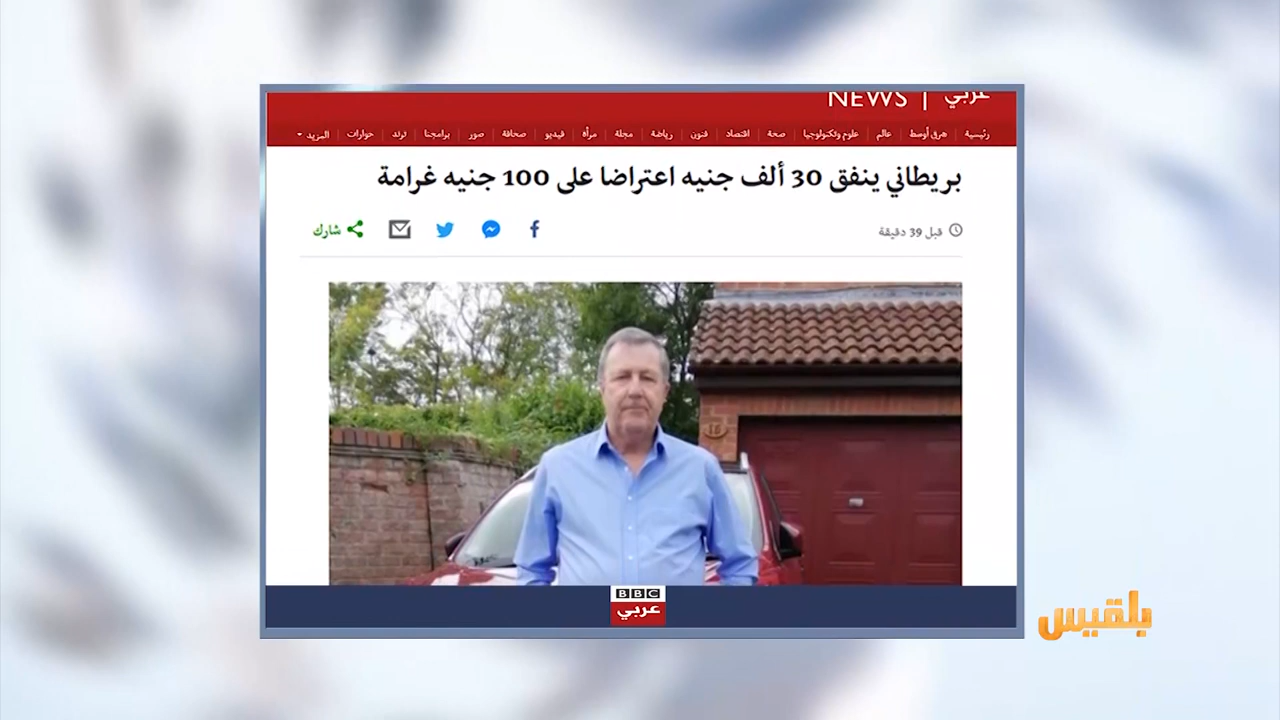 NEWS | عربي
رئيسية | شرق أوسط | عالم | علوم وتكنولوجيا | صحة | اقتصاد | فنون | رياضة | مجلة | مرأة | فيديو | صحافة | صور | برامجنا | ترند | حوارات | المزيد
بريطاني ينفق 30 ألف جنيه اعتراضا على 100 جنيه غرامة
قبل 39 دقيقة
شارك
16
BBC
عربي
بلقيس